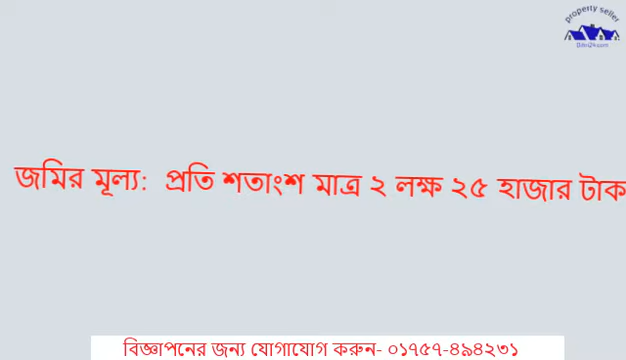 property seller
জমির মূল্য: প্রতি শতাংশ মাত্র ২ লক্ষ ২৫ হাজার টাক
বিজ্ঞাপনের জন্য যোগাযোগ করুন- ০১৭৫৭-৪৯৪২৩১